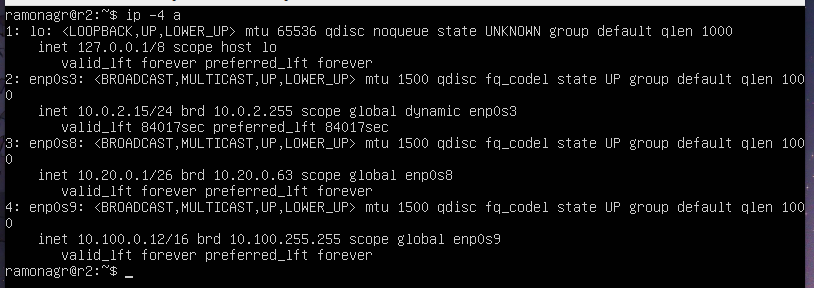 ramonagr@r2:~$ ip -4 a
1: lo: <LOOPBACK,UP,LOWER_UP> mtu 65536 qdisc noqueue state UNKNOWN group default qlen 1000
    inet 127.0.0.1/8 scope host lo
       valid_lft forever preferred_lft forever
2: enp0s3: <BROADCAST,MULTICAST,UP,LOWER_UP> mtu 1500 qdisc fq_codel state UP group default qlen 100
0
    inet 10.0.2.15/24 brd 10.0.2.255 scope global dynamic enp0s3
       valid_lft 84017sec preferred_lft 84017sec
3: enp0s8: <BROADCAST,MULTICAST,UP,LOWER_UP> mtu 1500 qdisc fq_codel state UP group default qlen 100
0
    inet 10.20.0.1/26 brd 10.20.0.63 scope global enp0s8
       valid_lft forever preferred_lft forever
4: enp0s9: <BROADCAST,MULTICAST,UP,LOWER_UP> mtu 1500 qdisc fq_codel state UP group default qlen 100
0
    inet 10.100.0.12/16 brd 10.100.255.255 scope global enp0s9
       valid_lft forever preferred_lft forever
ramonagr@r2:~$ _